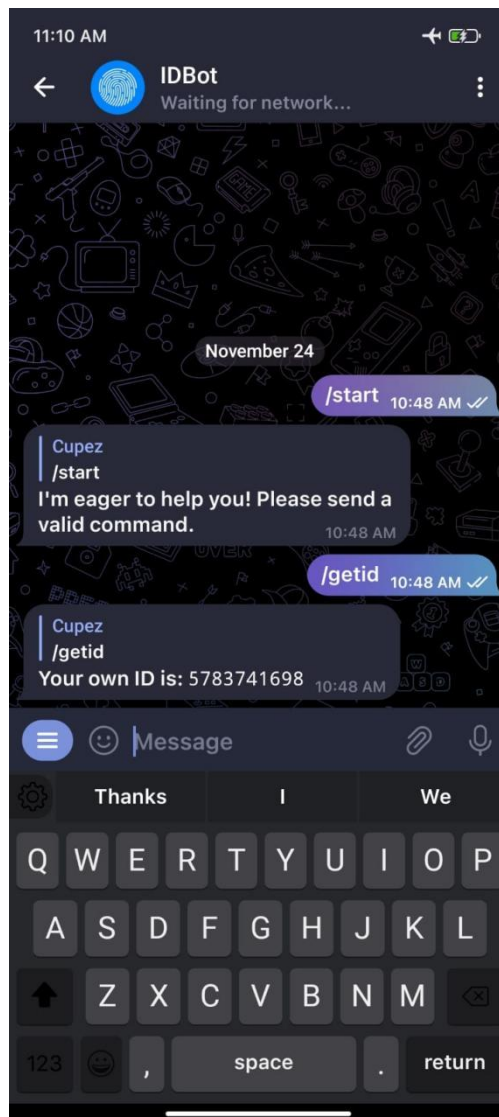 11:10 AM
IDBot
Waiting for network...
November 24
/start 10:48 AM
Cupez
/start
I'm eager to help you! Please send a
valid command.
10:48 AM
/getid 10:48 AM
Cupez
/getid
Your own ID is: 5783741698 10:48 AM
Message
Thanks I We
Q W E R T Y U I O P
A S D F G H J K L
Z X C V B N M
123 , space . return